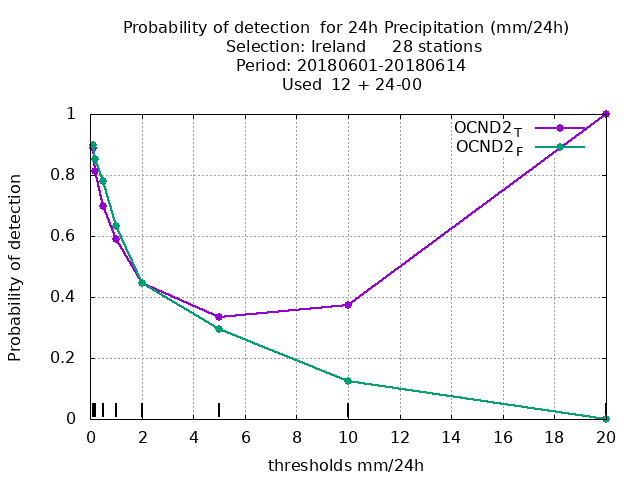 Probability of detection  for 24h Precipitation (mm/24h)
Selection: Ireland     28 stations
Period: 20180601-20180614
Used  12 + 24-00
OCND2T
OCND2F
Probability of detection
1
0.8
0.6
0.4
0.2
0
0 2 4 6 8 10 12 14 16 18 20
thresholds mm/24h